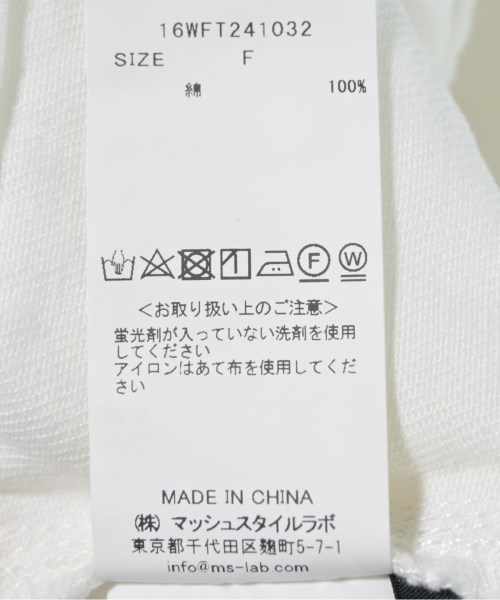 16WFT241032
SIZE F
綿 100%
F W
<お取り扱い上のご注意>
蛍光剤が入っていない洗剤を使用
してください
アイロンはあて布を使用してくだ
さい
MADE IN CHINA
(株) マッシュスタイルラボ
東京都千代田区麹町5-7-1
info@ms-lab.com